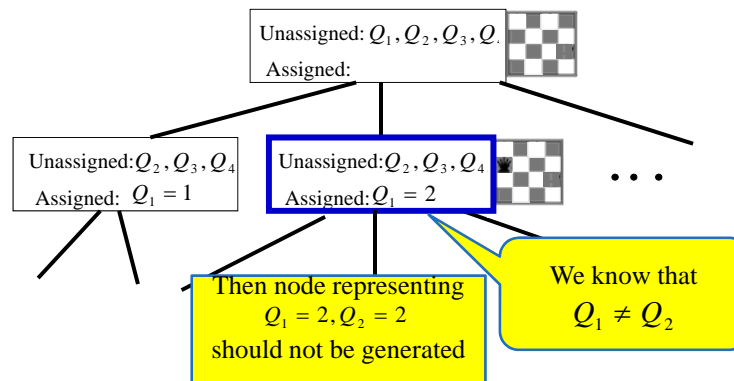 Unassigned: Q₁, Q₂, Q₃, Q
Assigned:
Unassigned: Q₂, Q₃, Q₄
Assigned: Q₁ = 1
Unassigned: Q₂, Q₃, Q₄
Assigned: Q₁ = 2
• • •
Then node representing
Q₁ = 2, Q₂ = 2
should not be generated
We know that
Q₁ ≠ Q₂